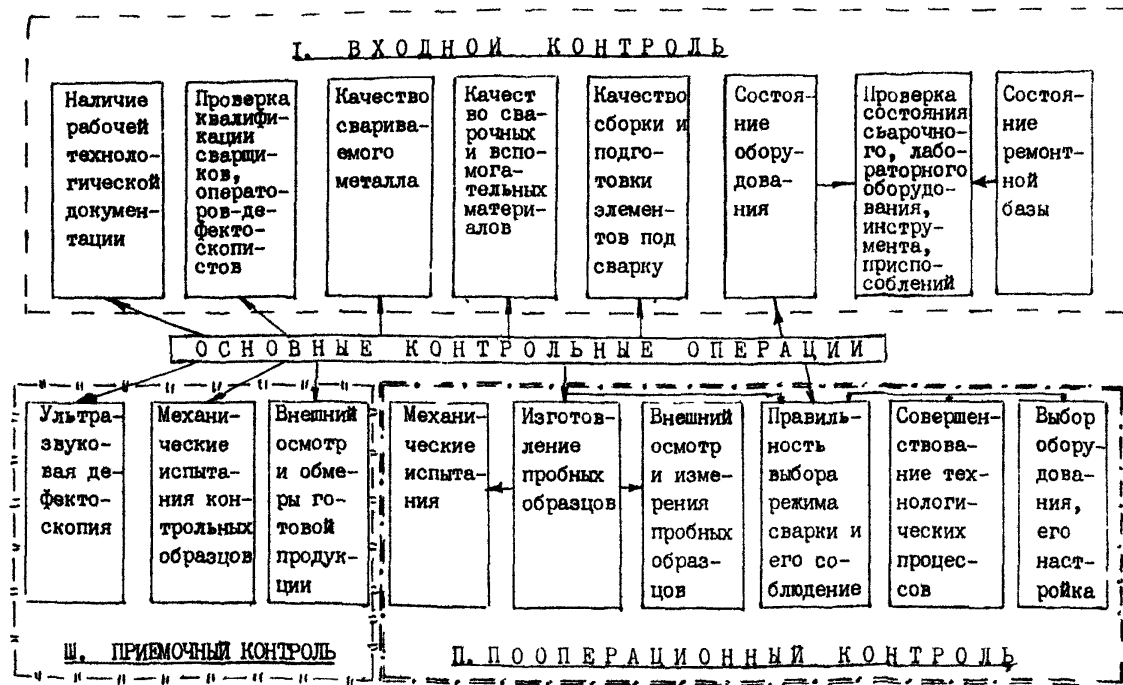 I. ВХОДНОЙ КОНТРОЛЬ
Наличие
рабочей
техноло-
гической
докумен-
тации
Проверка
квалифи-
кации
сварщи-
ков,
операто-
ров-де-
фекто-
скопи-
стов
Качество
сварива-
емого
металла
Качест
во сва-
рочных
и вспо-
мога-
тельных
матери-
алов
Качество
сборки и
подго-
товки
элемен-
тов под
сварку
Состоя-
ние
обору-
дова-
ния
Проверка
состояния
сварочно-
го, лабо-
раторного
оборудо-
вания,
инстру-
мента,
приспо-
соблений
Состоя-
ние
ремонт-
ной
базы
ОСНОВНЫЕ КОНТРОЛЬНЫЕ ОПЕРАЦИИ
Ультра-
звуко-
вая де-
фекто-
скопия
Механи-
ческие
испыта-
ния кон-
трольных
образцов
Внешний
осмотр
и обме-
ры го-
товой
продук-
ции
Механи-
ческие
испыта-
ния
Изготов-
ление
пробных
образцов
Внешний
осмотр
и изме-
рения
пробных
образ-
цов
Правиль-
ность
выбора
режима
сварки и
его со-
блюдение
Совершен-
ствова-
ние тех-
нологи-
ческих
процес-
сов
Выбор
обору-
дова-
ния,
его
наст-
ройка
Ш. ПРИЕМОЧНЫЙ КОНТРОЛЬ
П. ПООПЕРАЦИОННЫЙ КОНТРОЛЬ